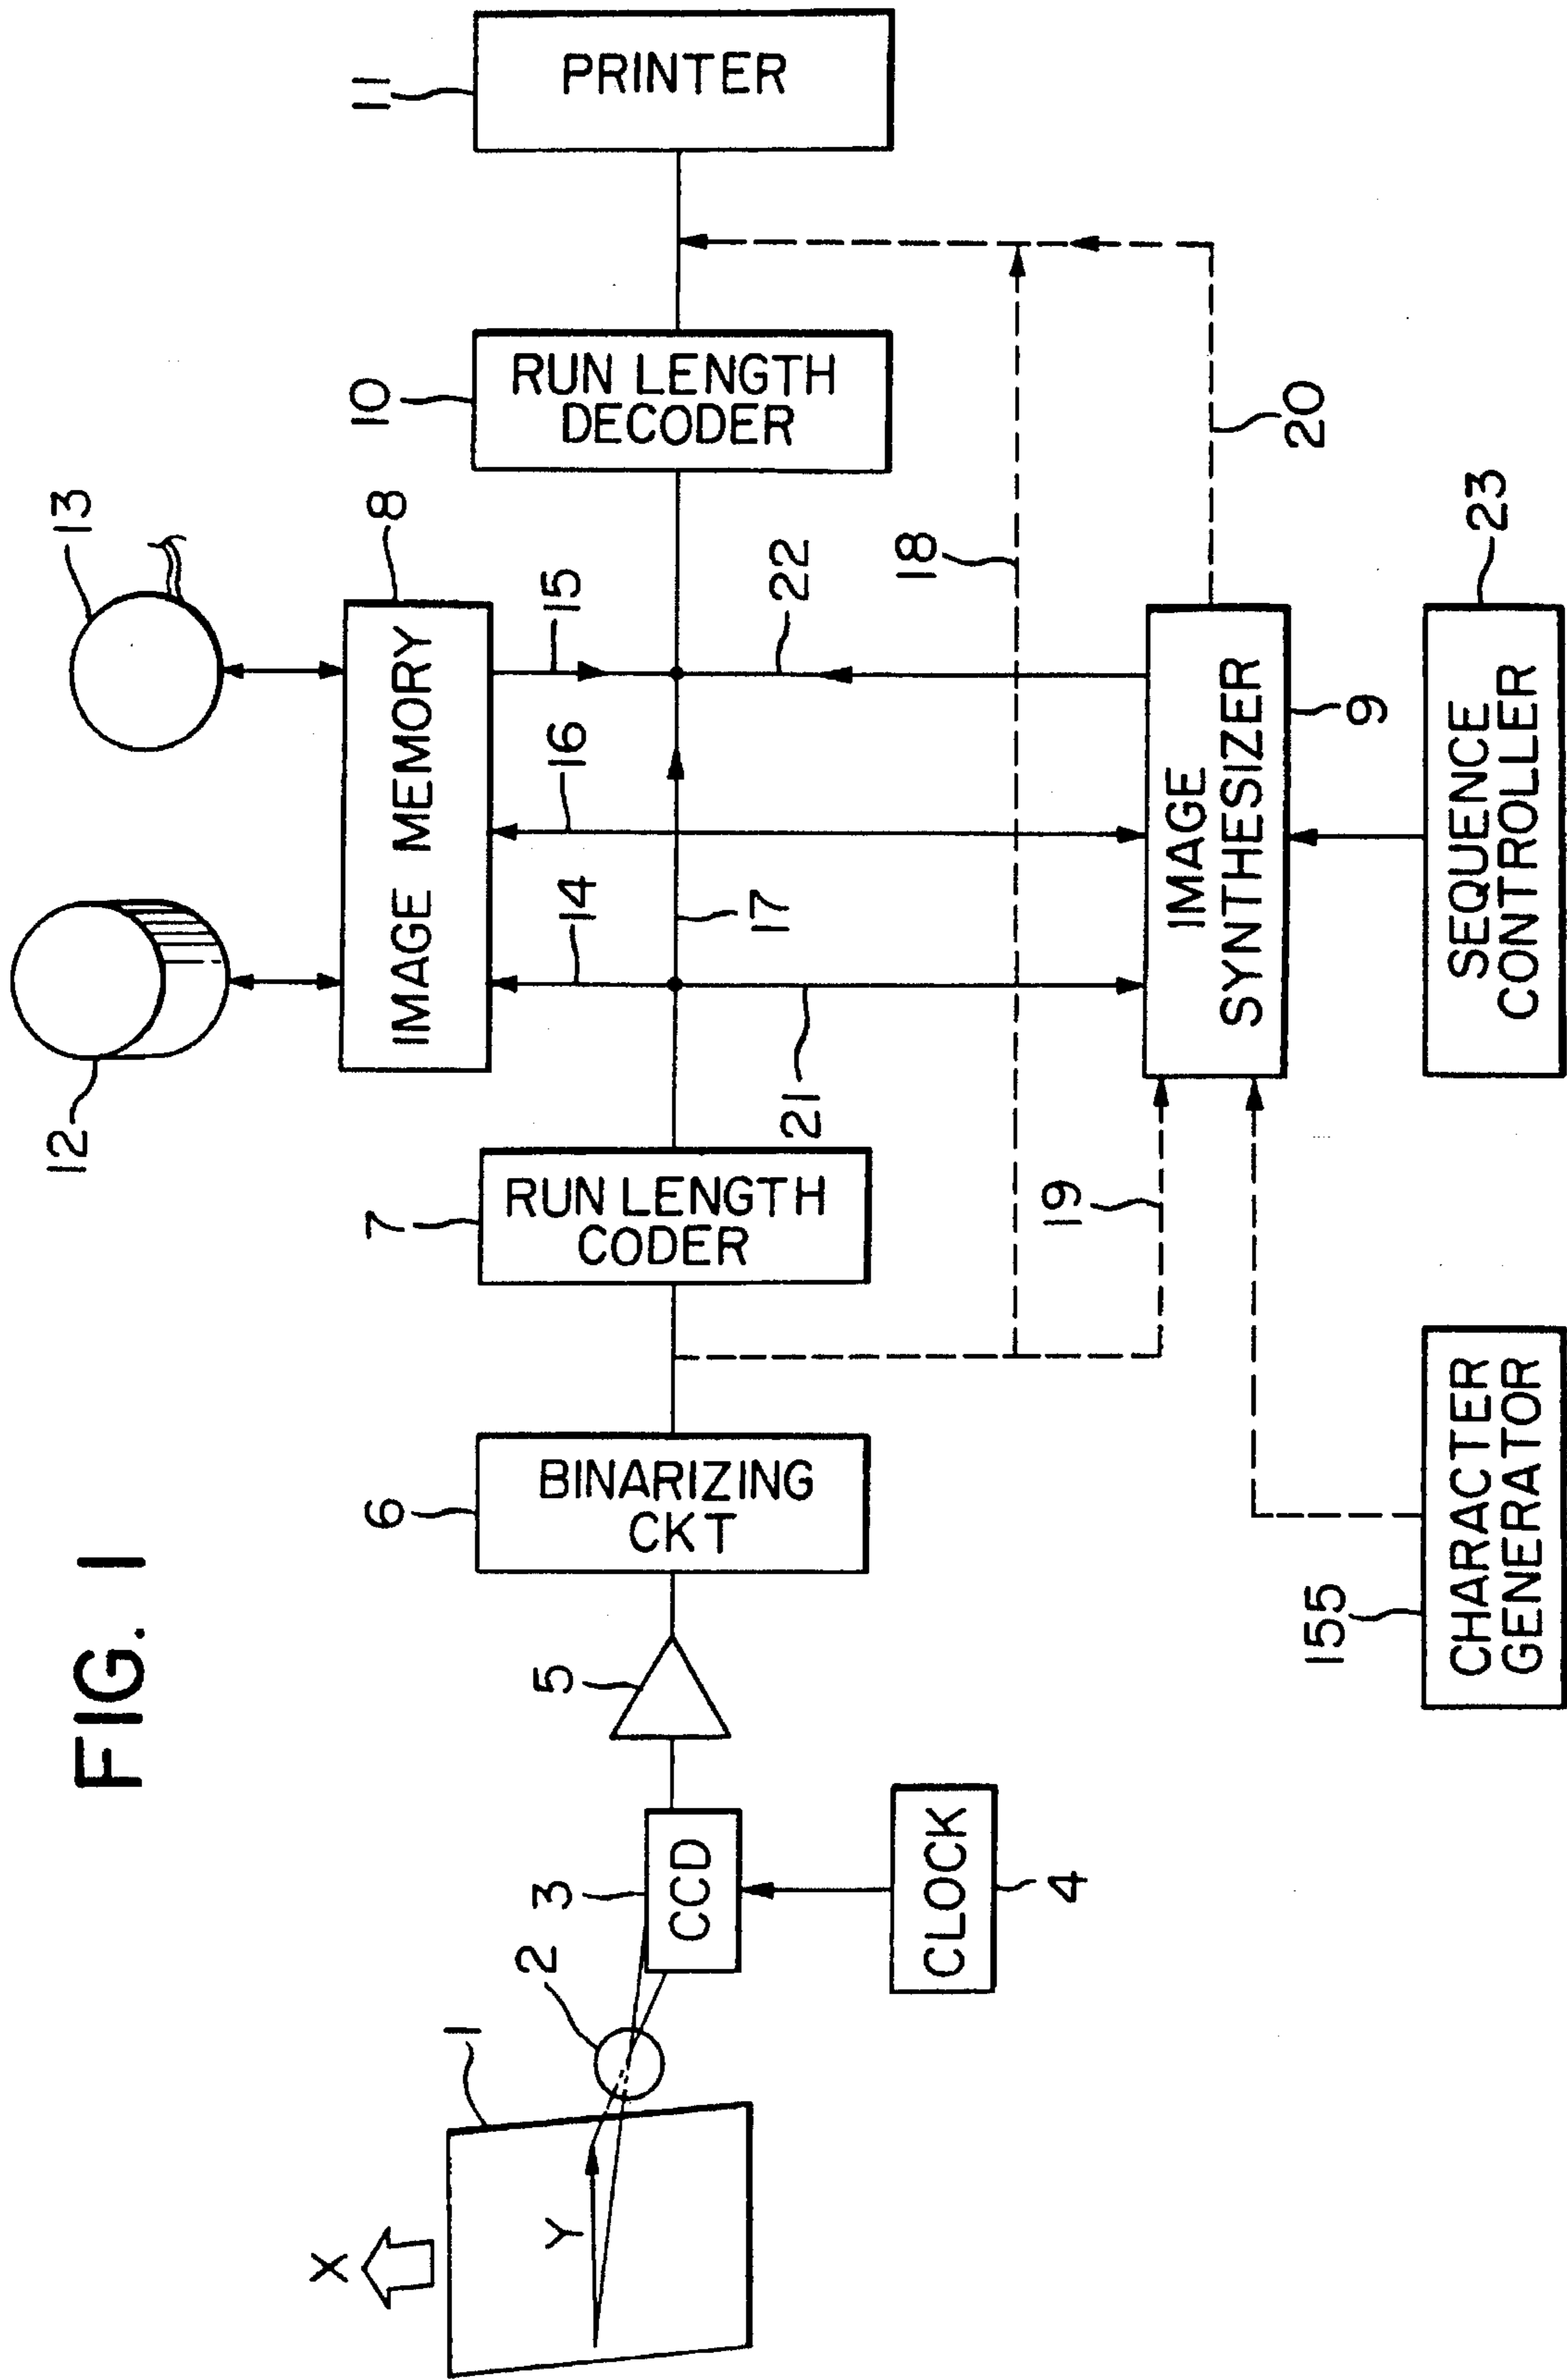 FIG. 1
X
Y
1
2
3
CCD
CLOCK
4
5
6
BINARIZING
CKT
7
RUN LENGTH
CODER
12
13
8
IMAGE MEMORY
14
16
15
17
21
22
10
RUN LENGTH
DECODER
11
PRINTER
18
19
20
IMAGE
SYNTHESIZER
9
155
CHARACTER
GENERATOR
SEQUENCE
CONTROLLER
23